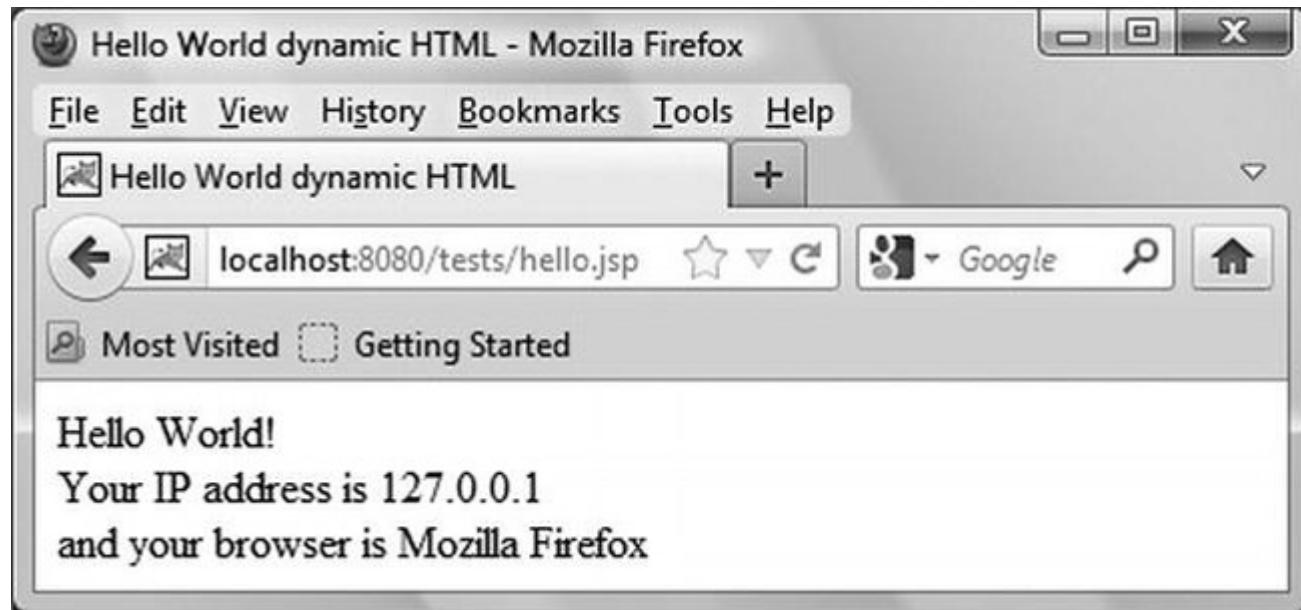 Hello World dynamic HTML - Mozilla Firefox
File Edit View History Bookmarks Tools Help
Hello World dynamic HTML
localhost:8080/tests/hello.jsp Google
Most Visited Getting Started
Hello World!
Your IP address is 127.0.0.1
and your browser is Mozilla Firefox